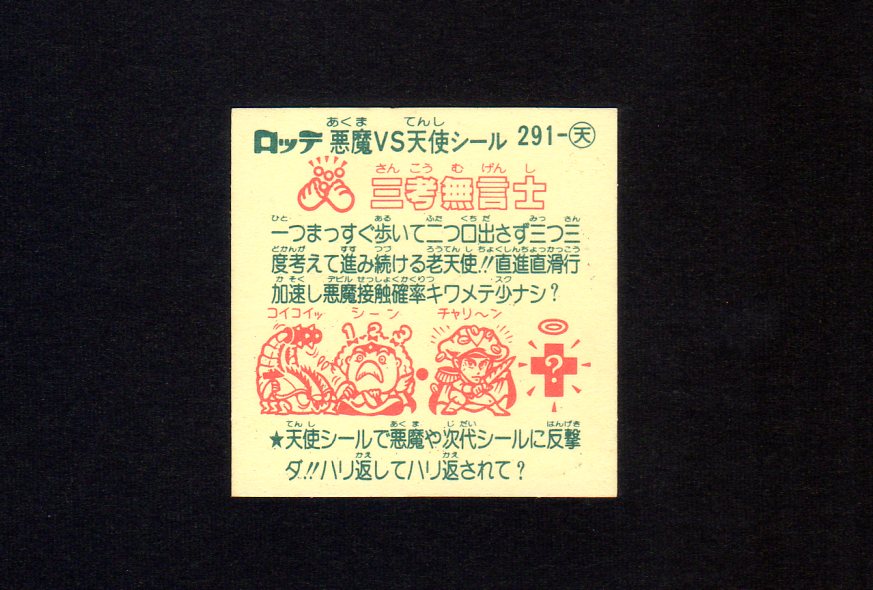 あくま てんし
ロッテ 悪魔VS天使シール 291-天
さんこうむげんし
三考無言士
ひと ある ふた くちだ みっ さん
一つまっすぐ歩いて二つ口出さず三つ三
どかんが すす つづ ろうてんし ちょくしんちょっかっこう
度考えて進み続ける老天使!!直進直滑行
かそく デビル せっしょくかくりつ スク
加速し悪魔接触確率キワメテ少ナシ?
コイコイッ シーン チャリ〜ン
1 2 3
?
てんし あくま じだい はんげき
★天使シールで悪魔や次代シールに反撃
かえ かえ
ダ!!ハリ返してハリ返されて?